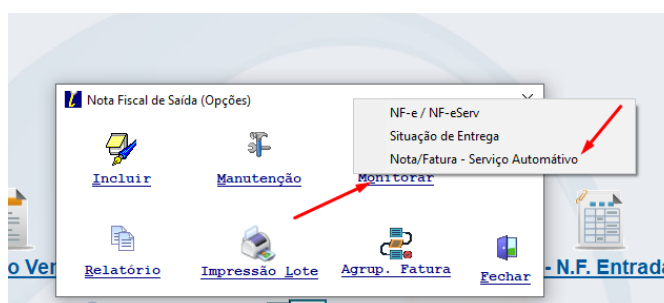 Nota Fiscal de Saída (Opções)
NF-e / NF-eServ
Situação de Entrega
Nota/Fatura - Serviço Automátivo
Incluir
Manutenção
Monitorar
o Ver
Relatório
Impressão Lote
Agrup. Fatura
Fechar
- N.F. Entrada